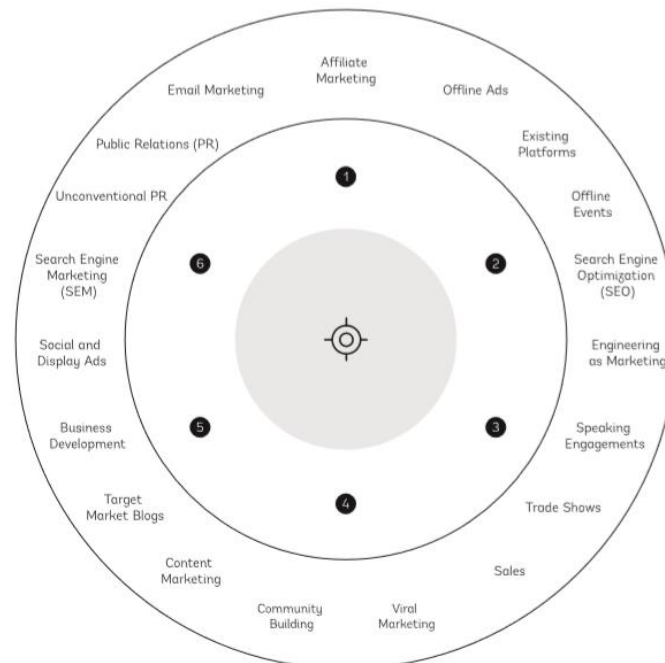 Affiliate
Marketing
Offline Ads
Existing
Platforms
Offline
Events
Search Engine
Optimization
(SEO)
Engineering
as Marketing
Speaking
Engagements
Trade Shows
Sales
Viral
Marketing
Community
Building
Content
Marketing
Target
Market Blogs
Business
Development
Social and
Display Ads
Search Engine
Marketing
(SEM)
Unconventional PR
Public Relations (PR)
Email Marketing
1
2
3
4
5
6